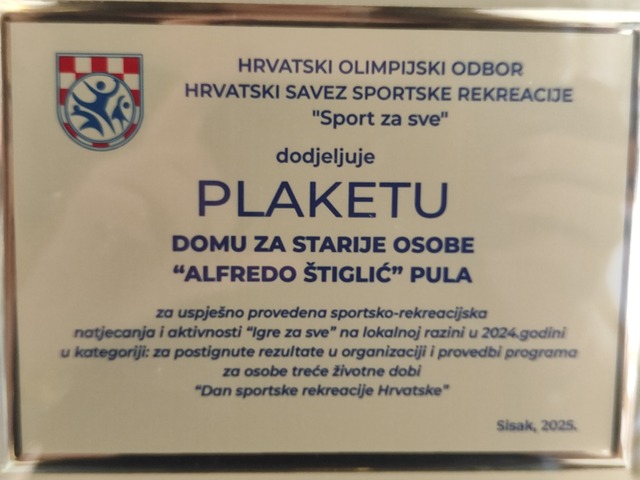 HRVATSKI OLIMPIJSKI ODBOR
HRVATSKI SAVEZ SPORTSKE REKREACIJE
"Sport za sve"
dodjeljuje
PLAKETU
DOMU ZA STARIJE OSOBE
“ALFREDO ŠTIGLIĆ” PULA
za uspješno provedena sportsko-rekreacijska
natjecanja i aktivnosti “Igre za sve” na lokalnoj razini u 2024.godini
u kategoriji: za postignute rezultate u organizaciji i provedbi programa
za osobe treće životne dobi
“Dan sportske rekreacije Hrvatske”
Sisak, 2025.